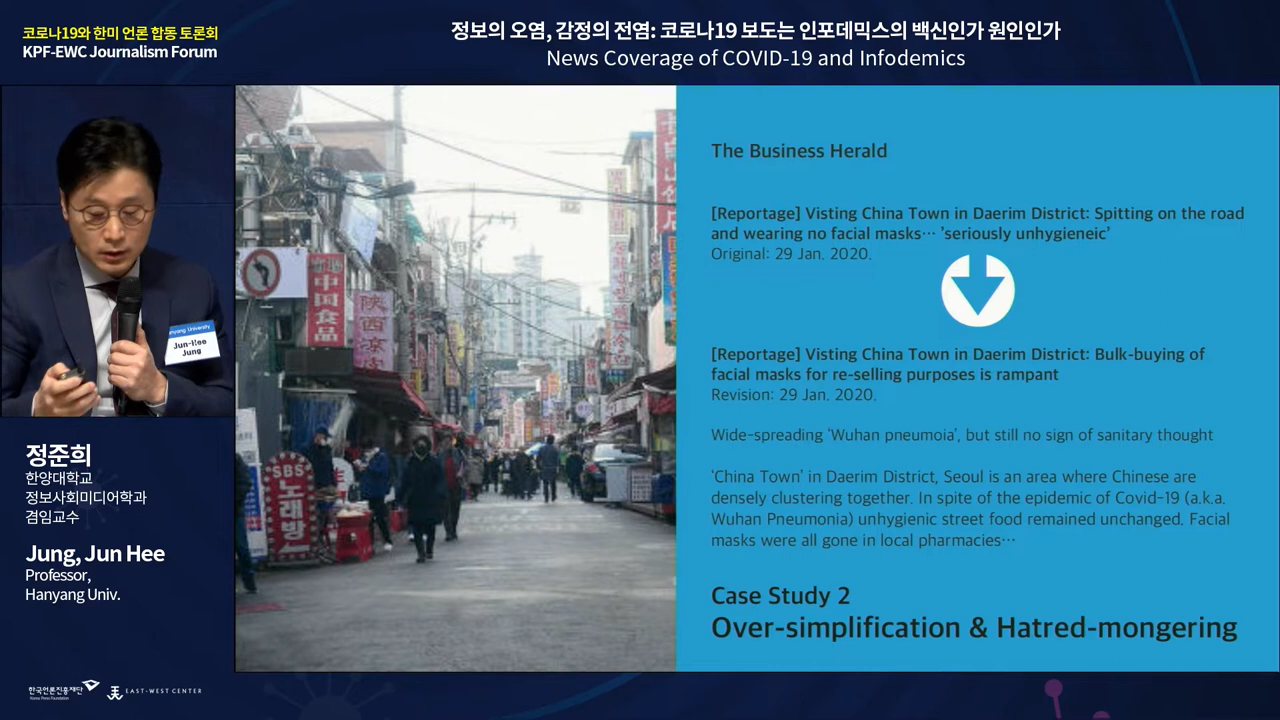 코로나19와 한미 언론 합동 토론회
KPF-EWC Journalism Forum
정보의 오염, 감정의 전염: 코로나19 보도는 인포데믹스의 백신인가 원인인가
News Coverage of COVID-19 and Infodemics
The Business Herald
[Reportage] Visting China Town in Daerim District: Spitting on the road
and wearing no facial masks… 'seriously unhygieneic'
Original: 29 Jan. 2020.
[Reportage] Visting China Town in Daerim District: Bulk-buying of
facial masks for re-selling purposes is rampant
Revision: 29 Jan. 2020.
Wide-spreading 'Wuhan pneumoia', but still no sign of sanitary thought
'China Town' in Daerim District, Seoul is an area where Chinese are
densely clustering together. In spite of the epidemic of Covid-19 (a.k.a.
Wuhan Pneumonia) unhygienic street food remained unchanged. Facial
masks were all gone in local pharmacies…
Case Study 2
Over-simplification & Hatred-mongering
中国食品
陕西凉
SBS
노래방
anyang University
Jun-Hee
Jung
정준희
한양대학교
정보사회미디어학과
겸임교수
Jung, Jun Hee
Professor,
Hanyang Univ.
한국언론진흥재단
Korea Press Foundation
EAST-WEST CENTER